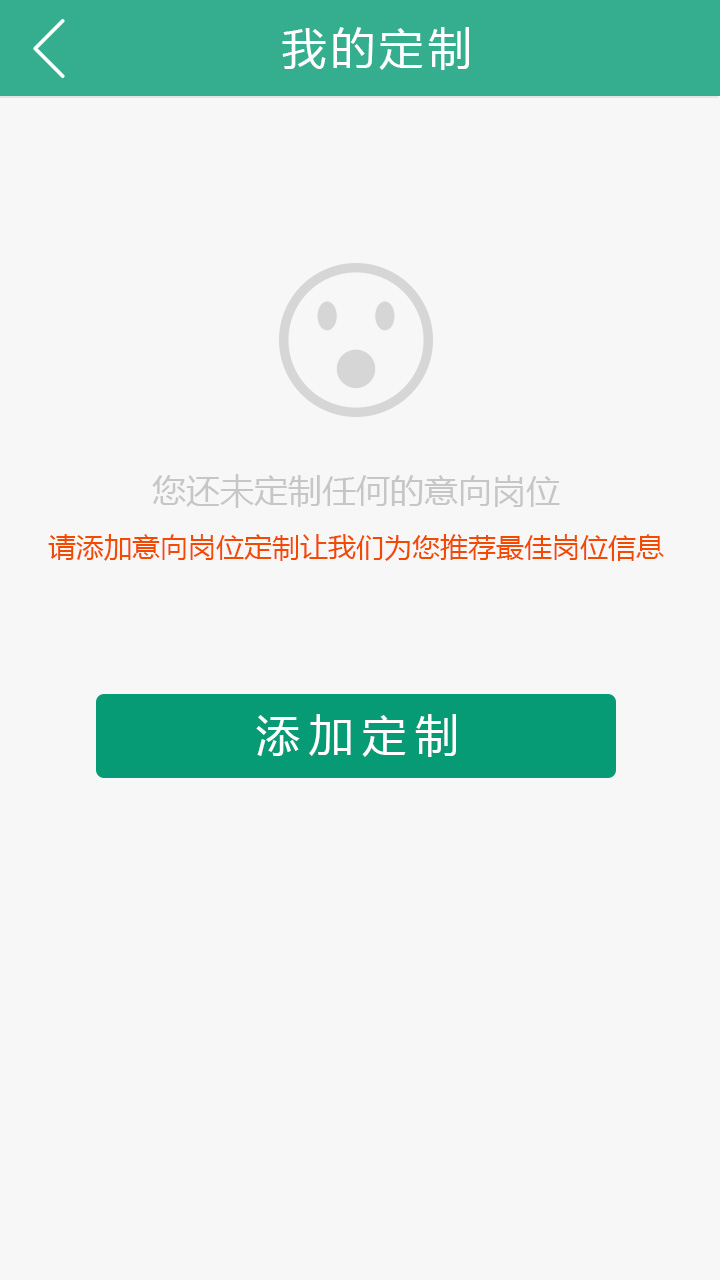 我的定制
您还未定制任何的意向岗位
请添加意向岗位定制让我们为您推荐最佳岗位信息
添加定制